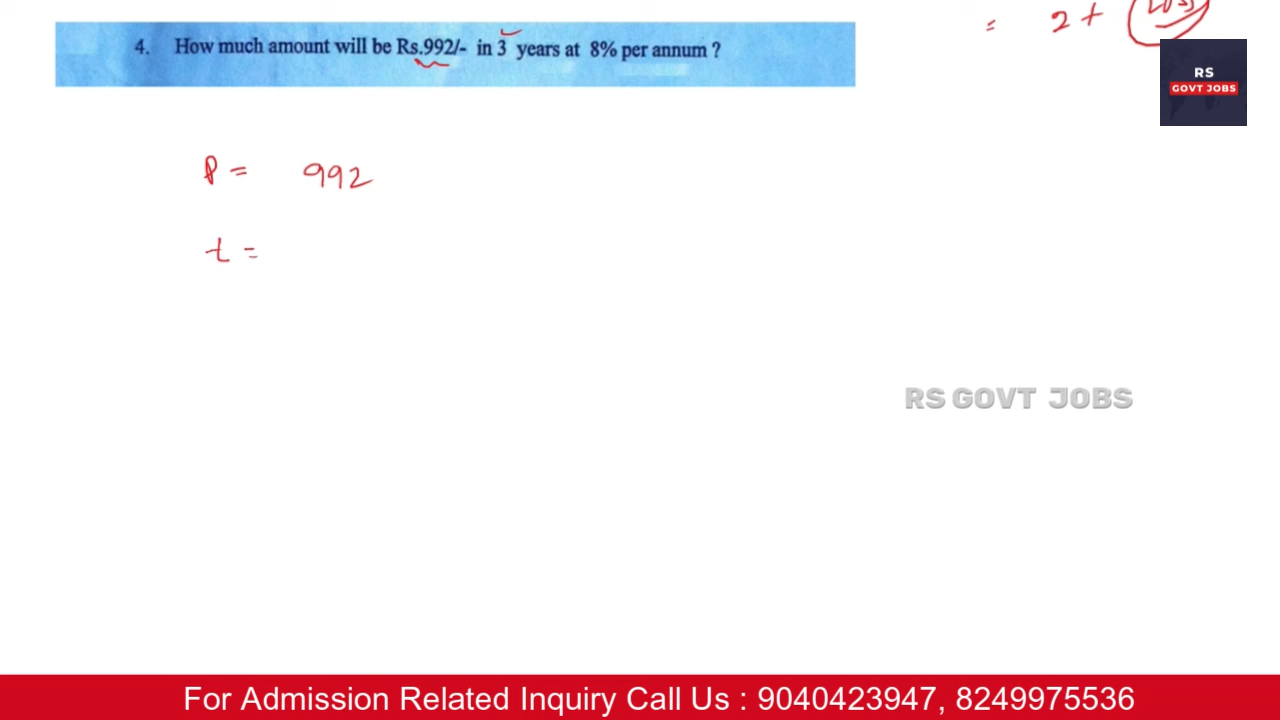 = 2 +
4. How much amount will be Rs.992/- in 3 years at 8% per annum ?
RS
GOVT JOBS
P = 992
t =
RS GOVT JOBS
For Admission Related Inquiry Call Us : 9040423947, 8249975536